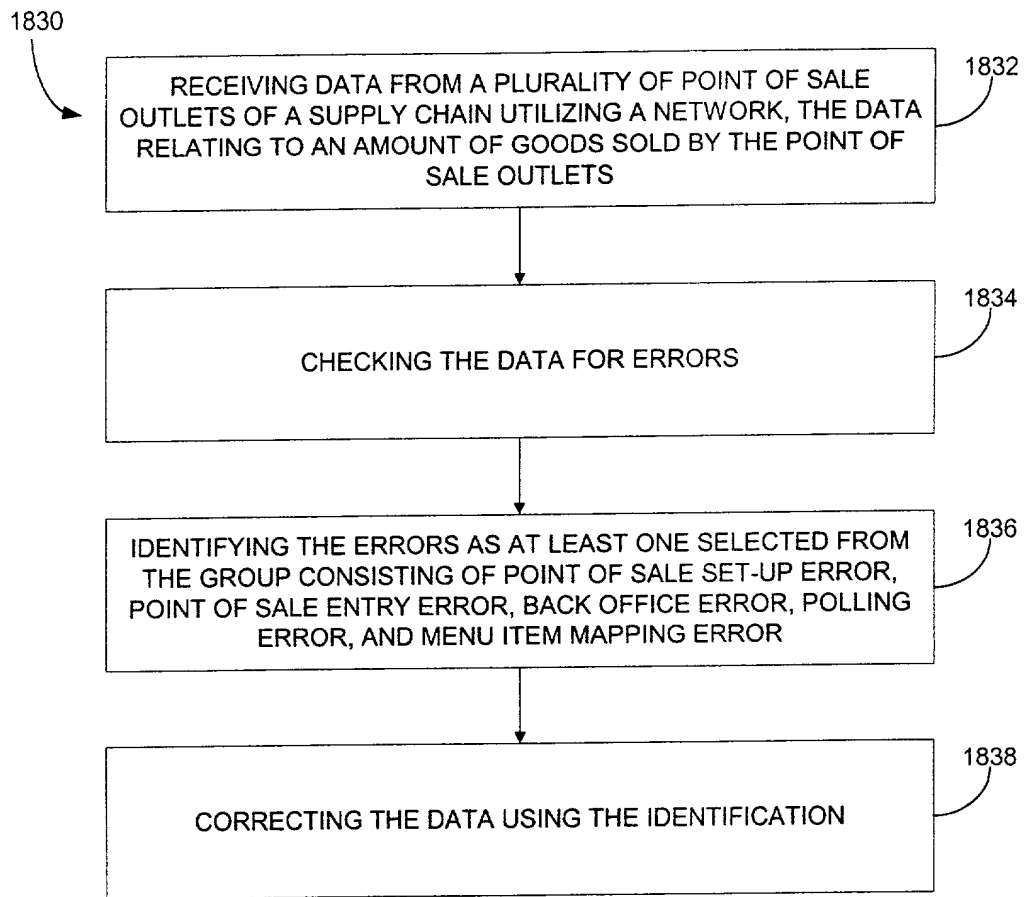 1830
1832
RECEIVING DATA FROM A PLURALITY OF POINT OF SALE
OUTLETS OF A SUPPLY CHAIN UTILIZING A NETWORK, THE DATA
RELATING TO AN AMOUNT OF GOODS SOLD BY THE POINT OF
SALE OUTLETS
1834
CHECKING THE DATA FOR ERRORS
1836
IDENTIFYING THE ERRORS AS AT LEAST ONE SELECTED FROM
THE GROUP CONSISTING OF POINT OF SALE SET-UP ERROR,
POINT OF SALE ENTRY ERROR, BACK OFFICE ERROR, POLLING
ERROR, AND MENU ITEM MAPPING ERROR
1838
CORRECTING THE DATA USING THE IDENTIFICATION